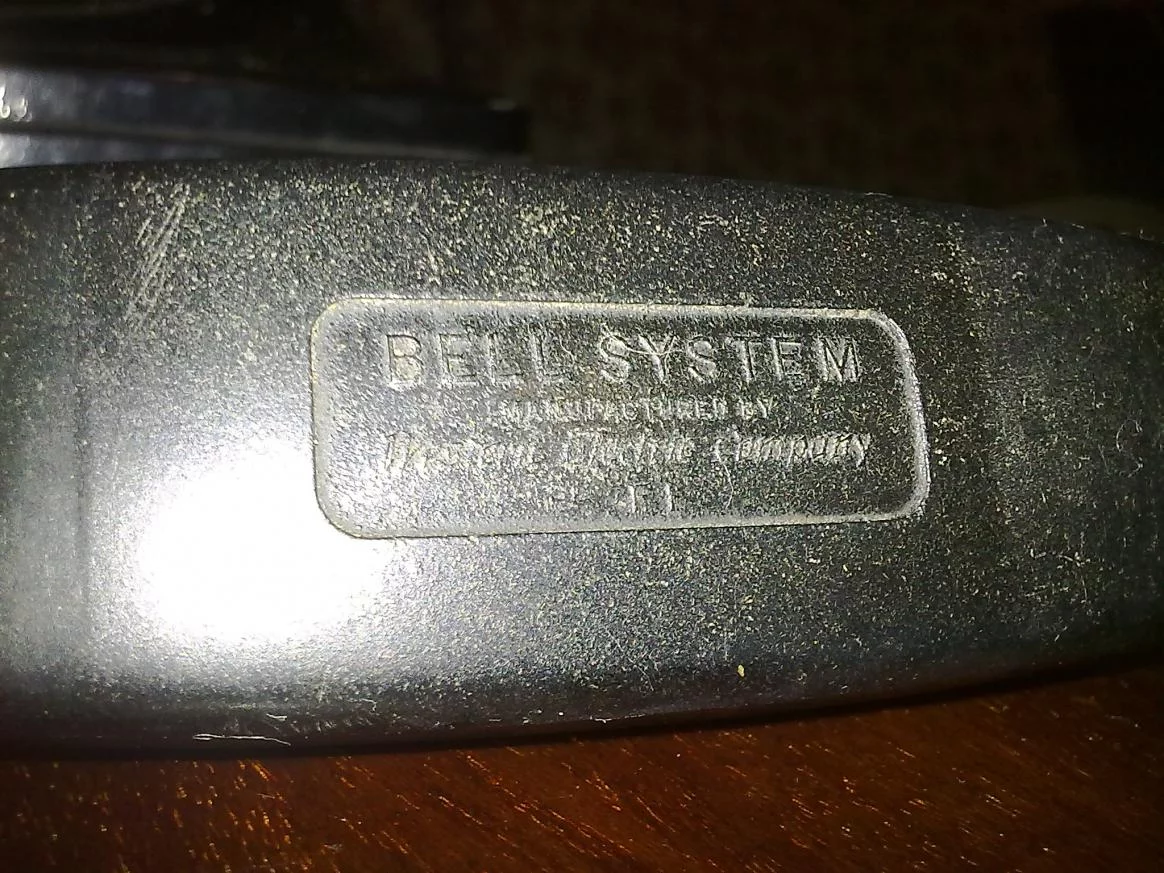 BELL SYSTEM
MANUFACTURED BY
Western Electric Company